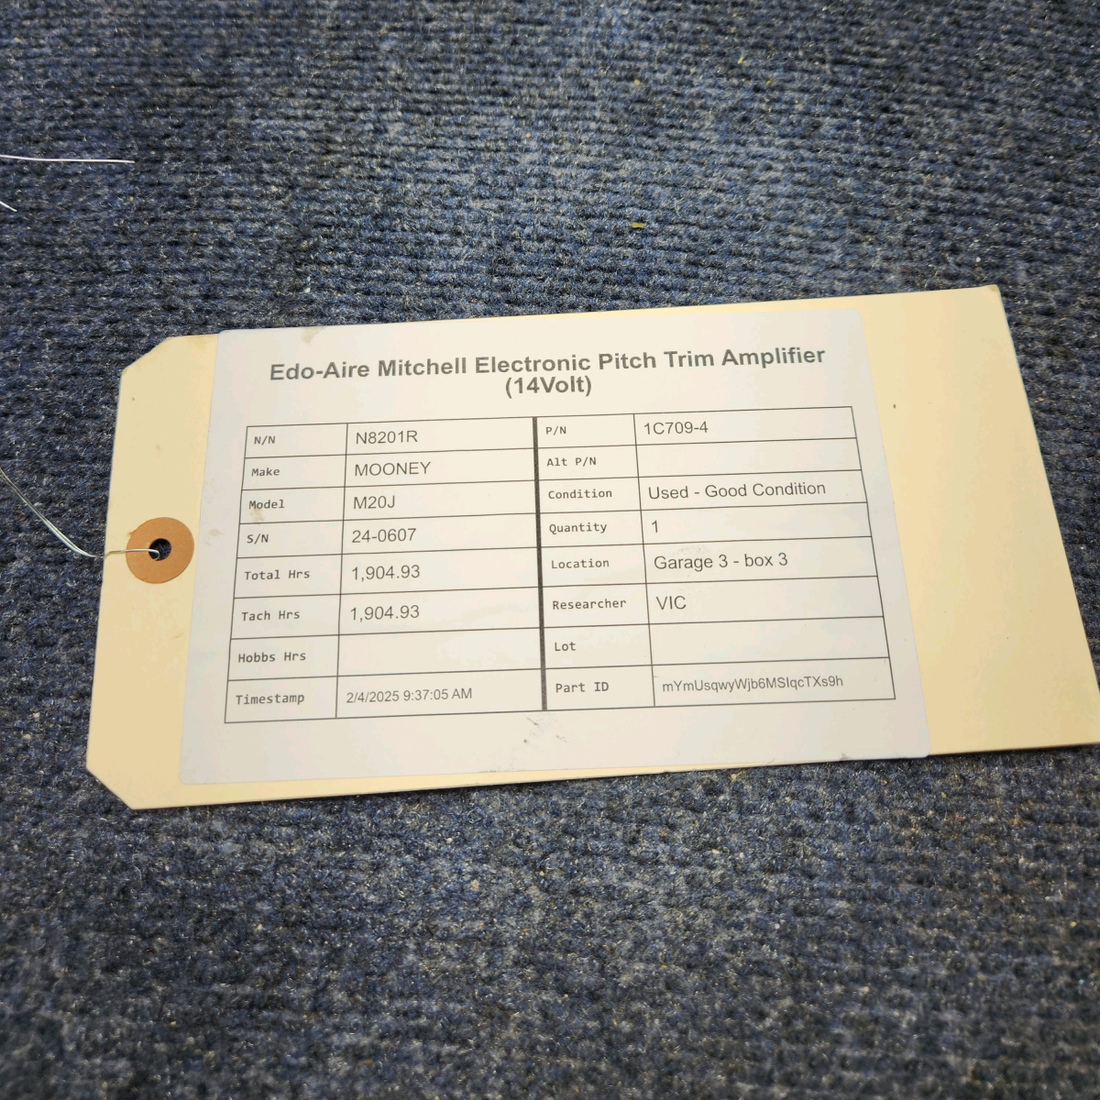 Edo-Aire Mitchell Electronic Pitch Trim Amplifier
(14Volt)
N/N N8201R P/N 1C709-4
Make MOONEY Alt P/N
Model M20J Condition Used - Good Condition
S/N 24-0607 Quantity 1
Total Hrs 1,904.93 Location Garage 3 - box 3
Tach Hrs 1,904.93 Researcher VIC
Hobbs Hrs Lot
Timestamp 2/4/2025 9:37:05 AM Part ID mYmUsqwyWjb6MSIqcTXs9h